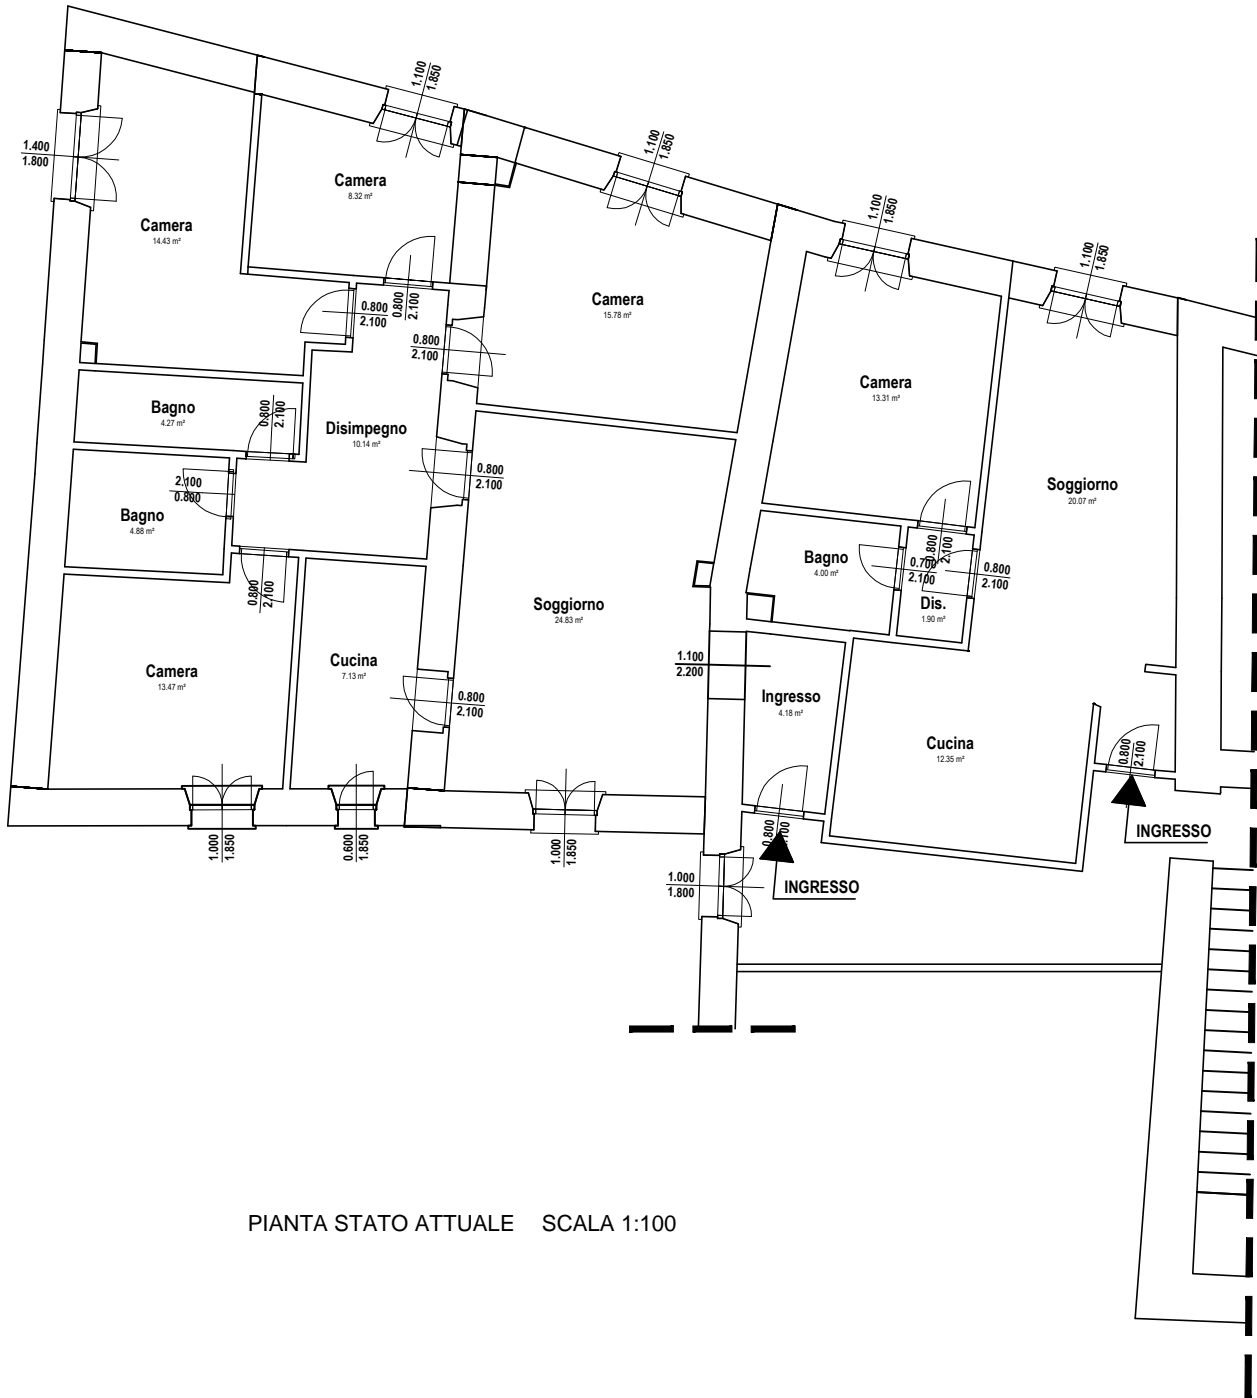 1.100
1.850
1.400
1.800
Camera
14.43 m²
Camera
8.32 m²
1.100
1.850
1.100
1.850
1.100
1.850
Camera
15.78 m²
0.800
2.100
0.800
2.100
0.800
2.100
Camera
13.31 m²
Soggiorno
20.07 m²
Bagno
4.27 m²
0.800
2.100
Disimpegno
10.14 m²
0.800
2.100
2.100
0.800
Bagno
4.88 m²
0.800
2.100
Bagno
4.00 m²
0.800
2.100
0.700
2.100
0.800
2.100
Dis.
1.90 m²
Soggiorno
24.83 m²
Camera
13.47 m²
Cucina
7.13 m²
0.800
2.100
1.100
2.200
Ingresso
4.18 m²
Cucina
12.35 m²
0.800
2.100
INGRESSO
1.000
1.850
0.600
1.850
1.000
1.850
0.800
2.100
INGRESSO
1.000
1.800
PIANTA STATO ATTUALE SCALA 1:100